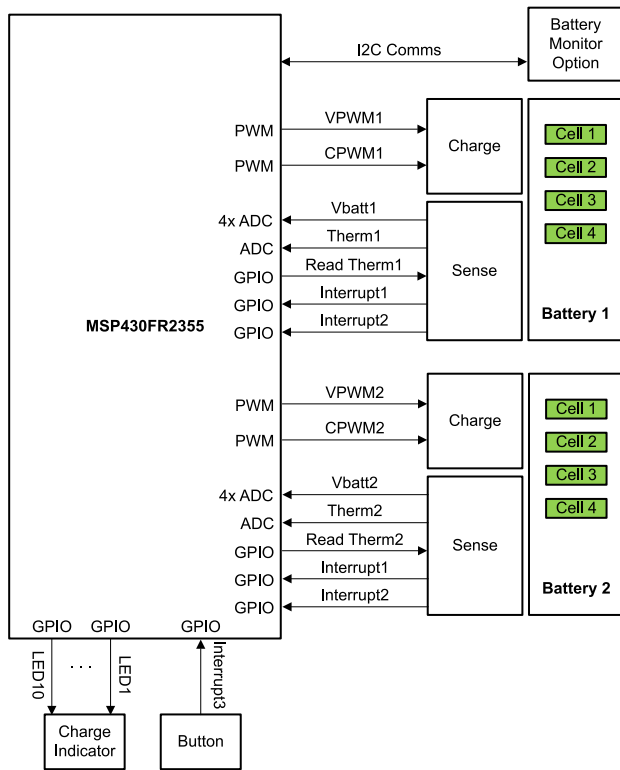 I2C Comms
Battery
Monitor
Option
MSP430FR2355
PWM
VPWM1
PWM
CPWM1
Charge
4x ADC
Vbatt1
ADC
Therm1
GPIO
Read Therm1
GPIO
Interrupt1
GPIO
Interrupt2
Sense
Cell 1
Cell 2
Cell 3
Cell 4
Battery 1
PWM
VPWM2
PWM
CPWM2
Charge
4x ADC
Vbatt2
ADC
Therm2
GPIO
Read Therm2
GPIO
Interrupt1
GPIO
Interrupt2
Sense
Cell 1
Cell 2
Cell 3
Cell 4
Battery 2
GPIO
GPIO
GPIO
LED10
. . .
LED1
Interrupt3
Charge
Indicator
Button